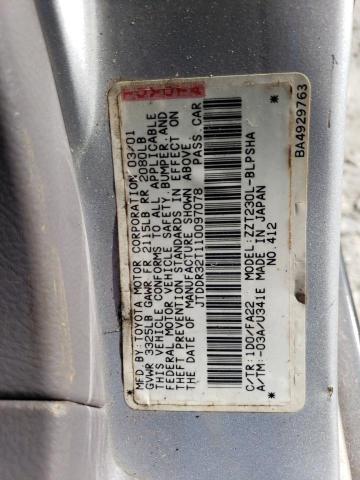 TOYOTA
MFD BY: TOYOTA MOTOR CORPORATION 03/01
GVWR 3325LB GAWR FR 2115LB RR 2080LB
THIS VEHICLE CONFORMS TO ALL APPLICABLE
FEDERAL MOTOR VEHICLE SAFETY, BUMPER, AND
THEFT PREVENTION STANDARDS IN EFFECT ON
THE DATE OF MANUFACTURE SHOWN ABOVE.
JTDDR32T110097078 PASS. CAR
C/TR: 1D0/FA22 MODEL: ZZT230L-BLPSHA
A/TM: -03A/U341E MADE IN JAPAN
NO. 412
BA4929763